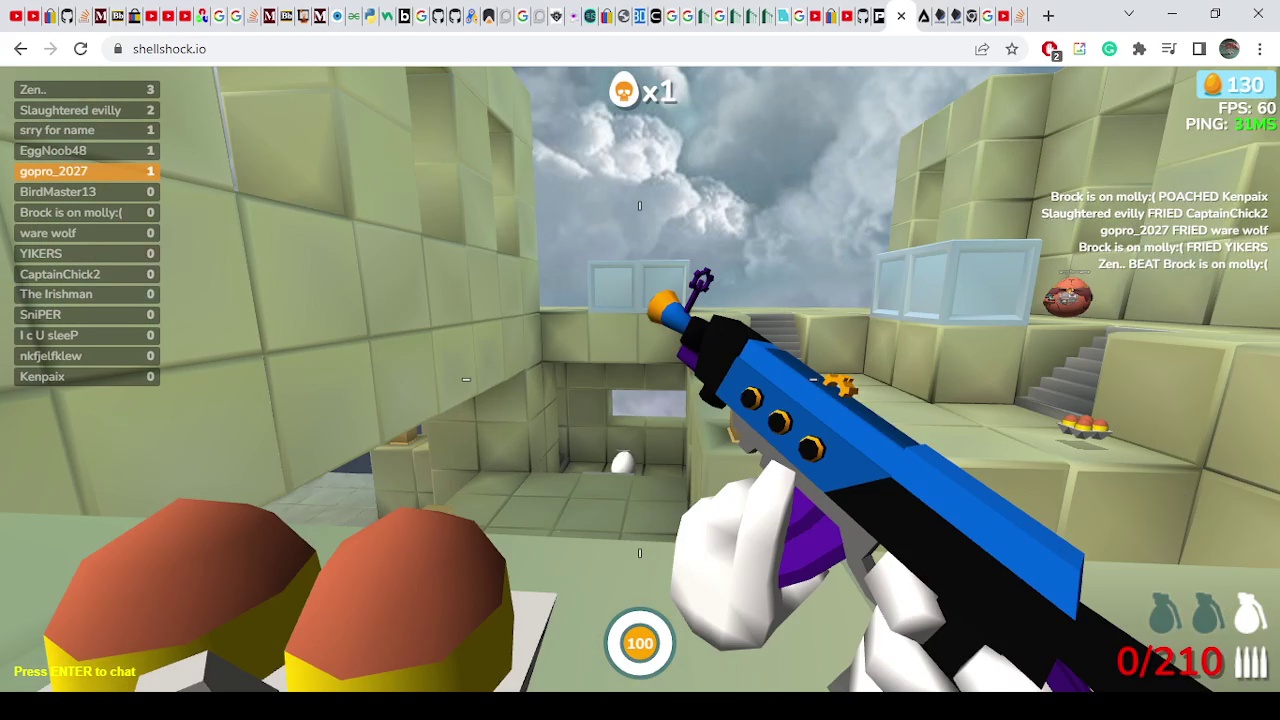 shellshock.io
2
Zen.. 3
Slaughtered evilly 2
srry for name 1
EggNoob48 1
gopro_2027 1
BirdMaster13 0
Brock is on molly:( 0
ware wolf 0
YIKERS 0
CaptainChick2 0
The Irishman 0
SniPER 0
I c U sleeP 0
nkfjelfklew 0
Kenpaix 0
x1
130
FPS: 60
PING: 31MS
Brock is on molly:( POACHED Kenpaix
Slaughtered evilly FRIED CaptainChick2
gopro_2027 FRIED ware wolf
Brock is on molly:( FRIED YIKERS
Zen.. BEAT Brock is on molly:(
100
0/210
Press ENTER to chat